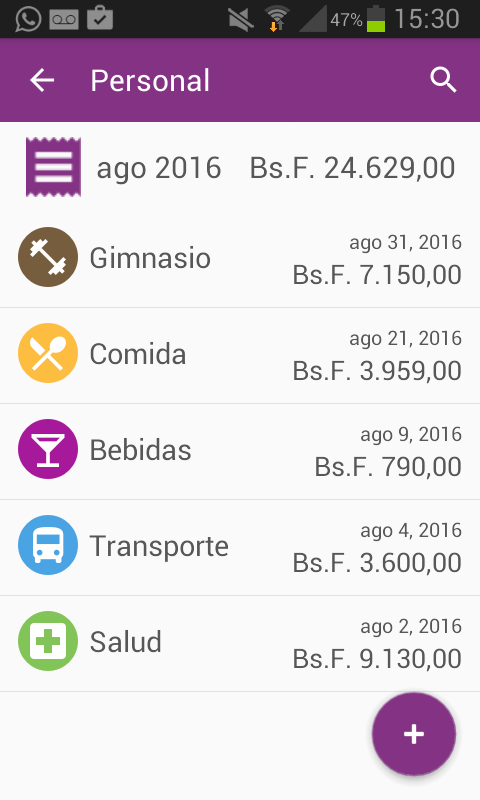 47% 15:30
Personal
ago 2016 Bs.F. 24.629,00
ago 31, 2016
Gimnasio
Bs.F. 7.150,00
ago 21, 2016
Comida
Bs.F. 3.959,00
ago 9, 2016
Bebidas
Bs.F. 790,00
ago 4, 2016
Transporte
Bs.F. 3.600,00
ago 2, 2016
Salud
Bs.F. 9.130,00